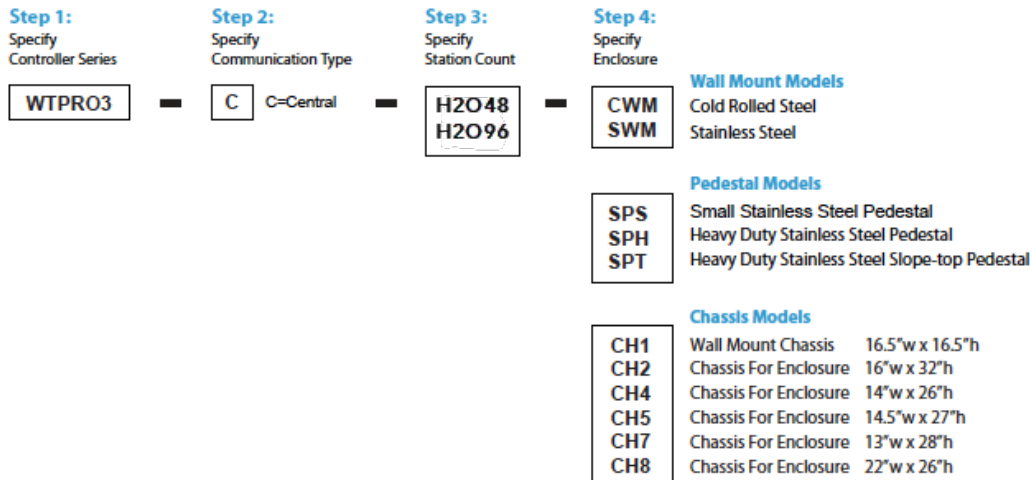 Step 1:
Specify
Controller Series
WTPRO3
Step 2:
Specify
Communication Type
C
C=Central
Step 3:
Specify
Station Count
H2O48
H2O96
Step 4:
Specify
Enclosure
Wall Mount Models
CWM Cold Rolled Steel
SWM Stainless Steel
Pedestal Models
SPS Small Stainless Steel Pedestal
SPH Heavy Duty Stainless Steel Pedestal
SPT Heavy Duty Stainless Steel Slope-top Pedestal
Chassis Models
CH1 Wall Mount Chassis 16.5"w x 16.5"h
CH2 Chassis For Enclosure 16"w x 32"h
CH4 Chassis For Enclosure 14"w x 26"h
CH5 Chassis For Enclosure 14.5"w x 27"h
CH7 Chassis For Enclosure 13"w x 28"h
CH8 Chassis For Enclosure 22"w x 26"h